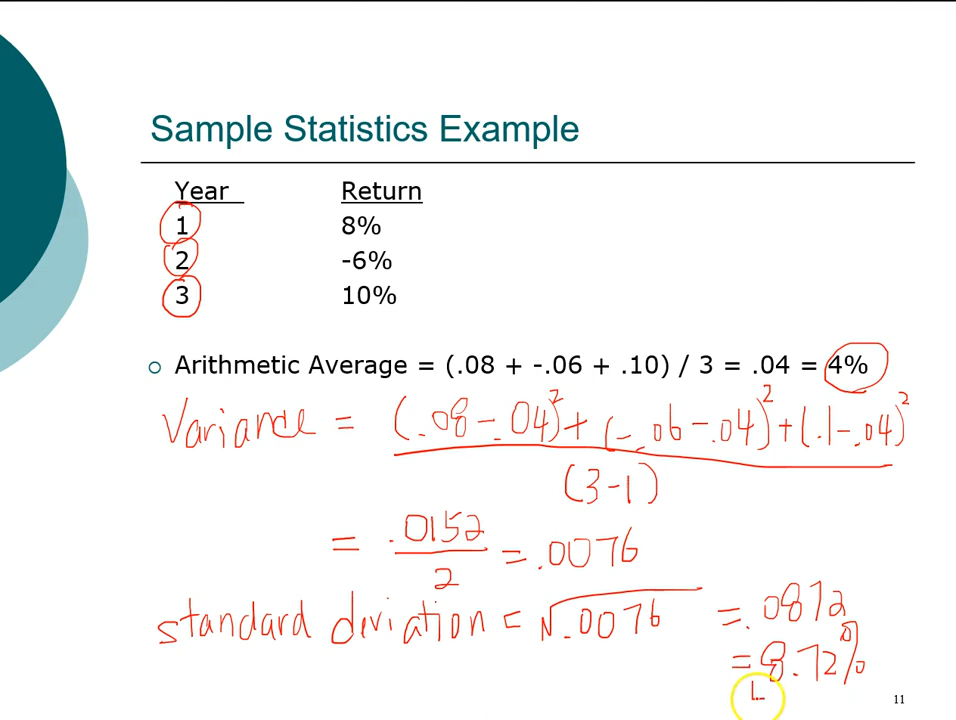 Sample Statistics Example
Year Return
1 8%
2 -6%
3 10%
Arithmetic Average = (.08 + -.06 + .10) / 3 = .04 = 4%
Variance = (.08 - .04)² + (-.06 - .04)² + (.1 - .04)²
(3-1)
= .0152 = .0076
2
standard deviation = √.0076 = .0872
= 8.72%
11